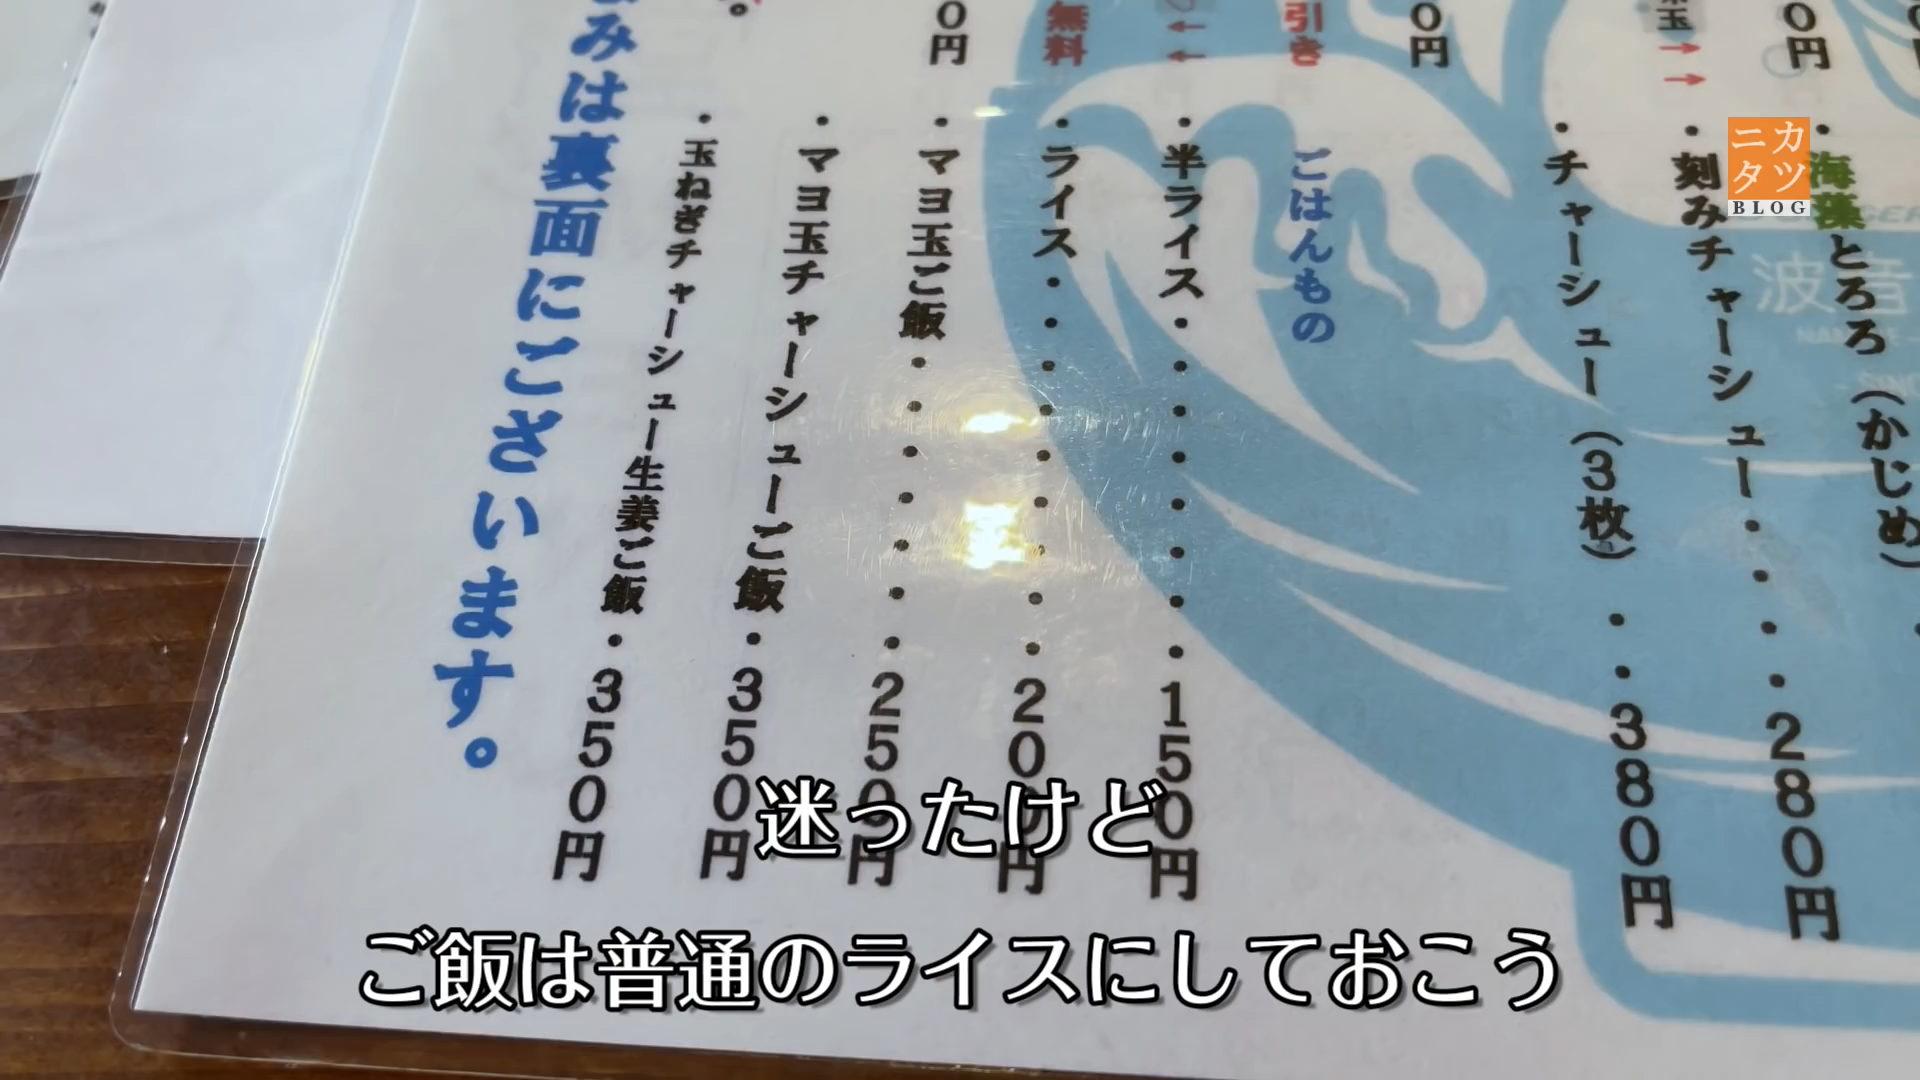 ・海藻とろろ（かじめ）
・刻みチャーシュー・・・・280円
・チャーシュー（3枚）・・380円
ごはんもの
・半ライス・・・・・・・・150円
・ライス・・・・・・・・・200円
・マヨ玉ご飯・・・・・・・250円
・マヨ玉チャーシューご飯・350円
・玉ねぎチャーシュー生姜ご飯・350円
みは裏面にございます。
0円
0円
引き
無料
0円
玉
→
→
←
←
波音
カツ
ニタ
BLOG
迷ったけど
ご飯は普通のライスにしておこう